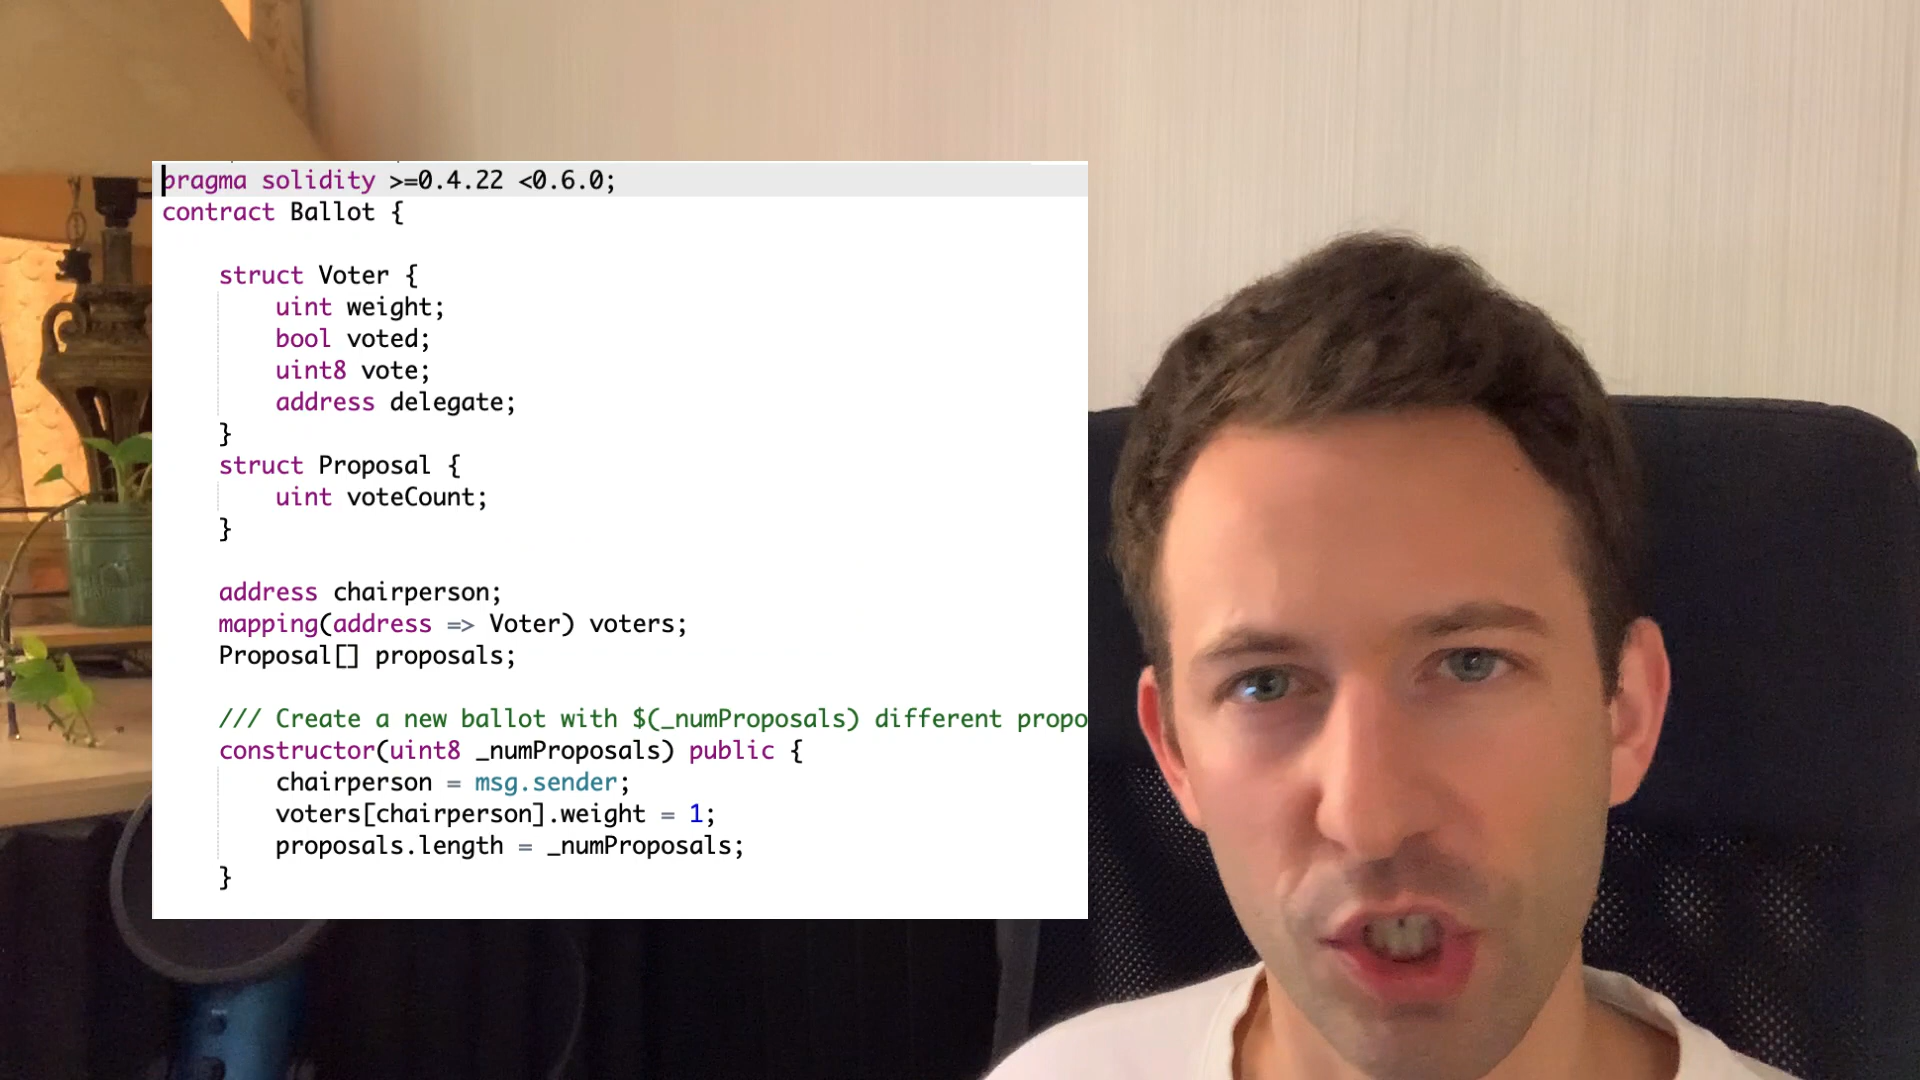 pragma solidity >=0.4.22 <0.6.0;
contract Ballot {
struct Voter {
uint weight;
bool voted;
uint8 vote;
address delegate;
}
struct Proposal {
uint voteCount;
}
address chairperson;
mapping(address => Voter) voters;
Proposal[] proposals;
/// Create a new ballot with $(_numProposals) different propo
constructor(uint8 _numProposals) public {
chairperson = msg.sender;
voters[chairperson].weight = 1;
proposals.length = _numProposals;
}